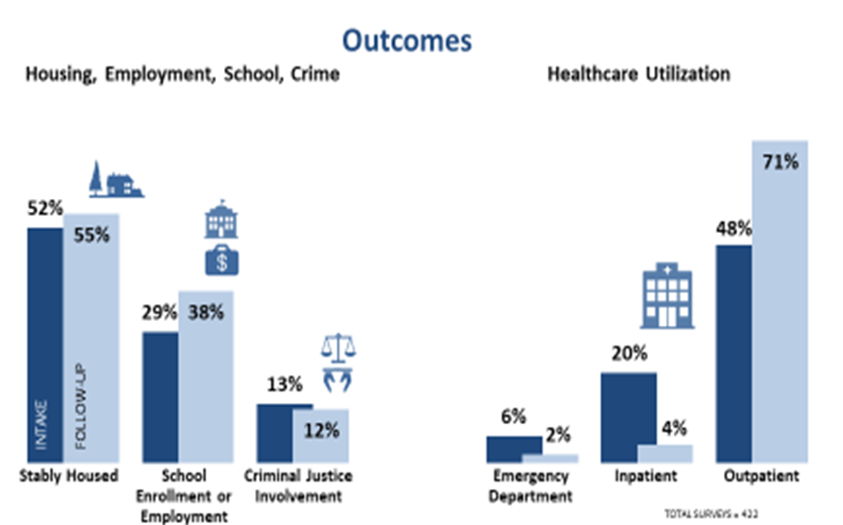 Outcomes
Housing, Employment, School, Crime
Healthcare Utilization
52%
55%
INTAKE
FOLLOW-UP
29%
38%
$
13%
12%
6%
2%
20%
4%
48%
71%
Stably Housed
School
Enrollment or
Employment
Criminal Justice
Involvement
Emergency
Department
Inpatient
Outpatient
TOTAL SURVEYS = 422